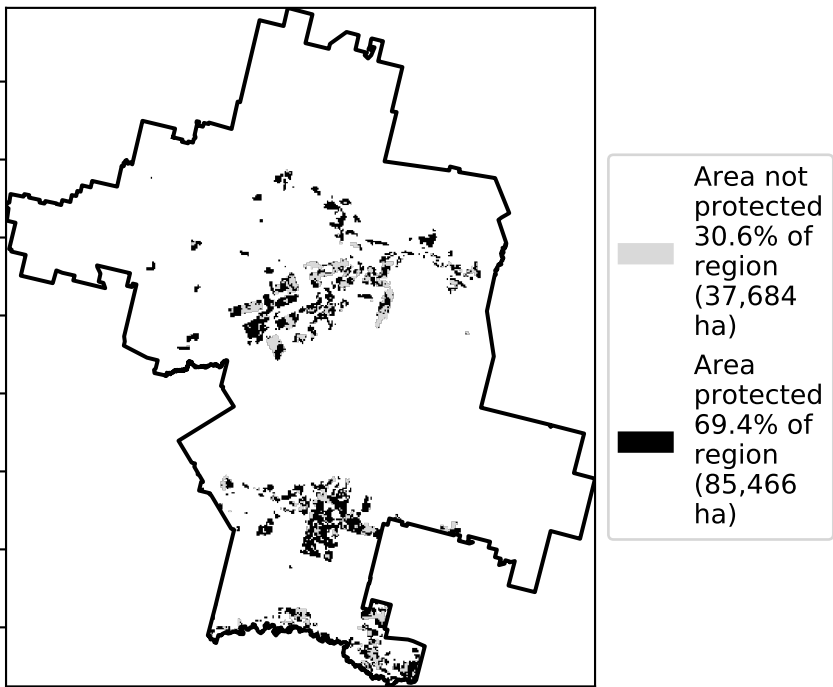 Area not
protected
30.6% of
region
(37,684
ha)
Area
protected
69.4% of
region
(85,466
ha)